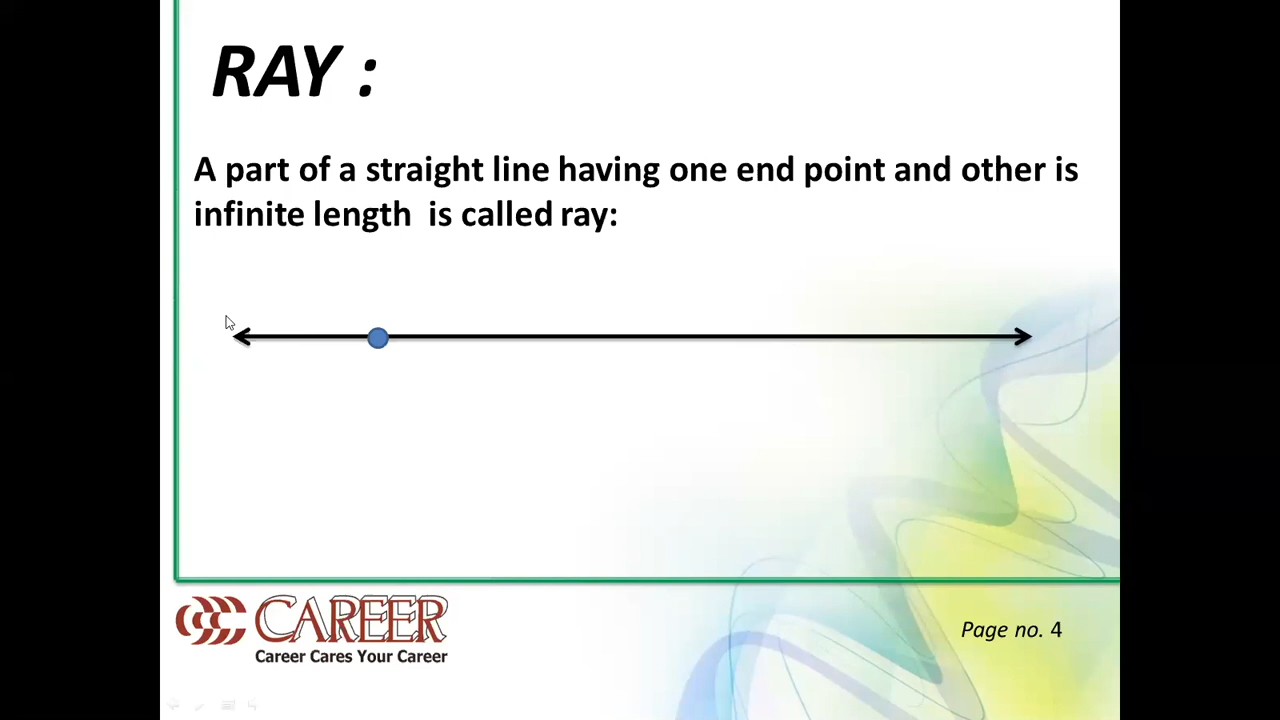 RAY :
A part of a straight line having one end point and other is
infinite length is called ray:
CAREER
Career Cares Your Career
Page no. 4